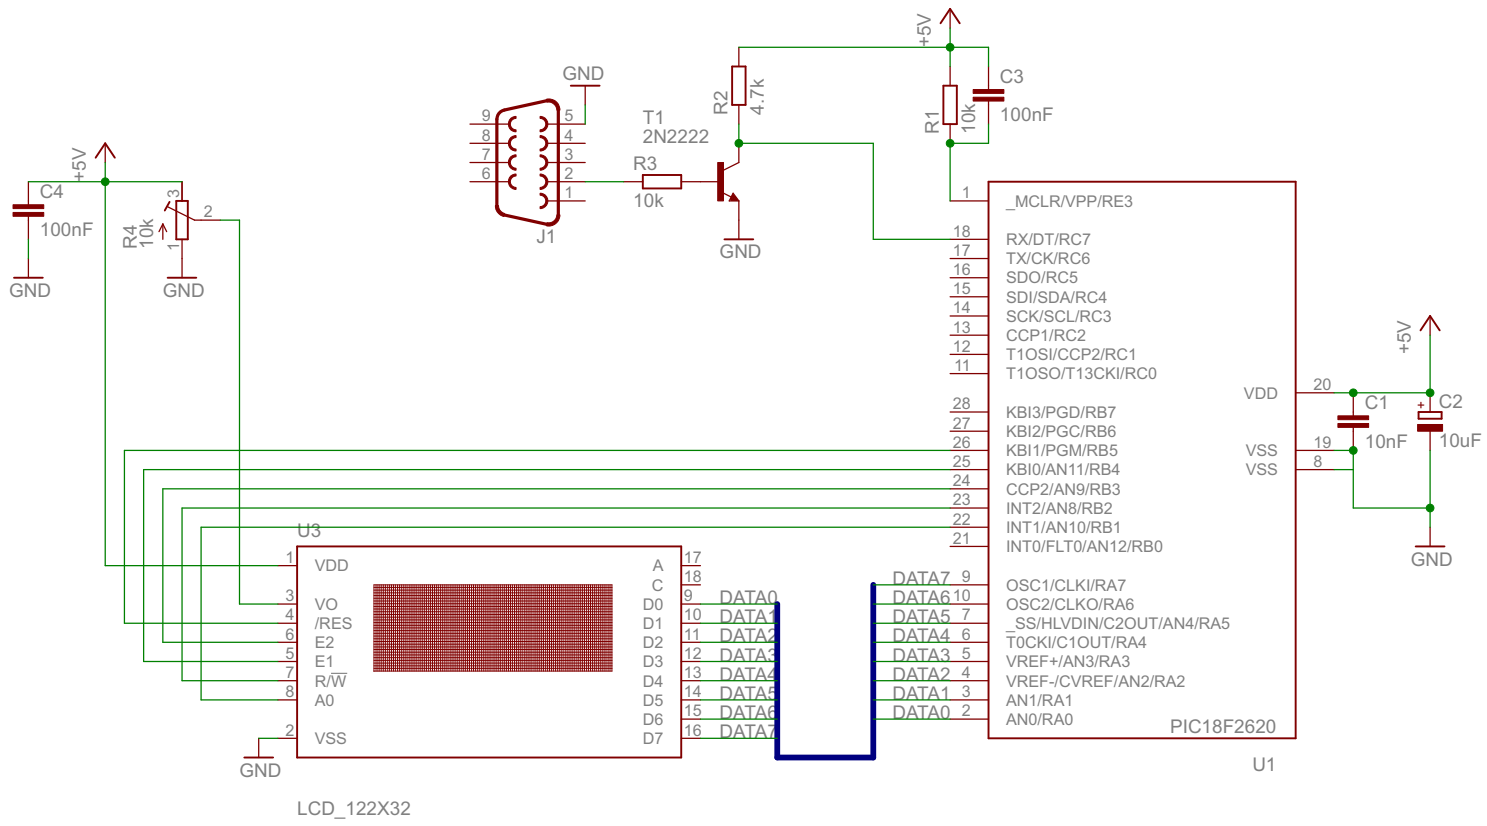 +5V
C3
100nF
R1
10k
R2
4.7k
GND
T1
2N2222
R3
10k
GND
9
8
7
6
5
4
3
2
1
J1
+5V
C4
100nF
GND
R4
10k
3
2
1
GND
1
18
17
16
15
14
13
12
11
28
27
26
25
24
23
22
21
9
10
7
6
5
4
3
2
_MCLR/VPP/RE3
RX/DT/RC7
TX/CK/RC6
SDO/RC5
SDI/SDA/RC4
SCK/SCL/RC3
CCP1/RC2
T1OSI/CCP2/RC1
T1OSO/T13CKI/RC0
KBI3/PGD/RB7
KBI2/PGC/RB6
KBI1/PGM/RB5
KBI0/AN11/RB4
CCP2/AN9/RB3
INT2/AN8/RB2
INT1/AN10/RB1
INT0/FLT0/AN12/RB0
OSC1/CLKI/RA7
OSC2/CLKO/RA6
_SS/HLVDIN/C2OUT/AN4/RA5
T0CKI/C1OUT/RA4
VREF+/AN3/RA3
VREF-/CVREF/AN2/RA2
AN1/RA1
AN0/RA0
PIC18F2620
U1
VDD
VSS
VSS
20
19
8
+5V
C1
10nF
+
C2
10uF
GND
U3
1
3
4
6
5
7
8
2
VDD
VO
/RES
E2
E1
R/W
A0
VSS
GND
A
C
D0
D1
D2
D3
D4
D5
D6
D7
17
18
9
10
11
12
13
14
15
16
DATA0
DATA1
DATA2
DATA3
DATA4
DATA5
DATA6
DATA7
DATA7
DATA6
DATA5
DATA4
DATA3
DATA2
DATA1
DATA0
LCD_122X32